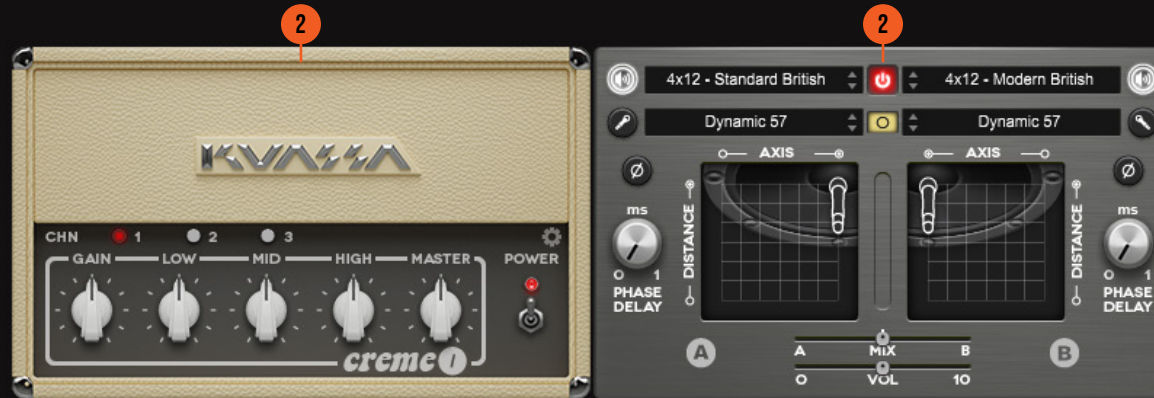 2
2
KVASSA
CHN 1 2 3
GAIN LOW MID HIGH MASTER POWER
creme 1
4x12 - Standard British
4x12 - Modern British
Dynamic 57
Dynamic 57
AXIS
AXIS
DISTANCE
DISTANCE
ms
0 1
PHASE
DELAY
ms
0 1
PHASE
DELAY
A
B
A MIX B
0 VOL 10